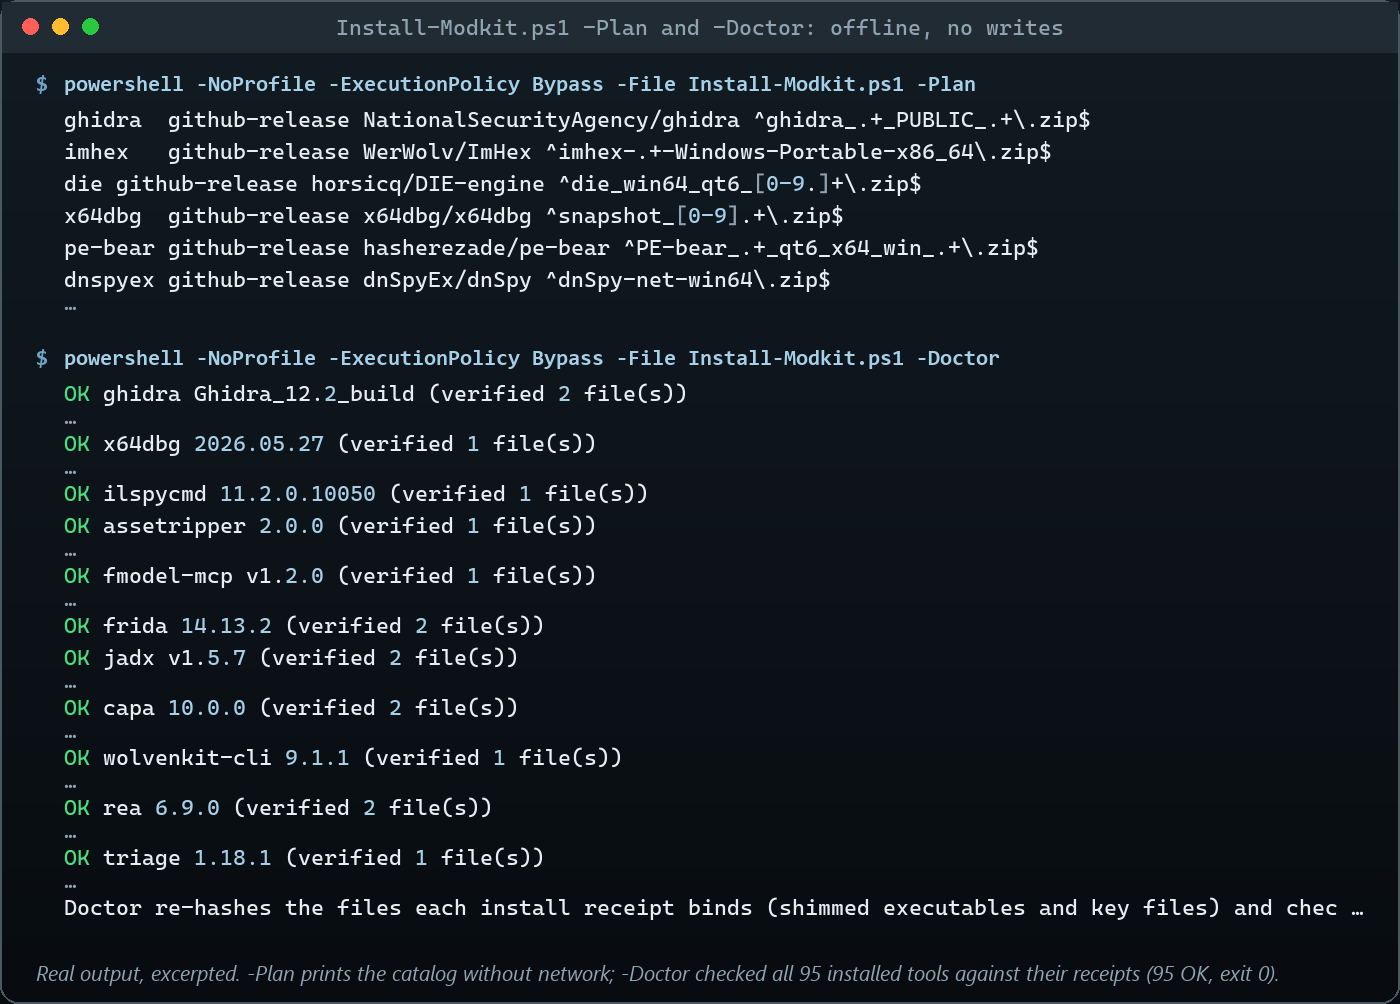 Install-Modkit.ps1 -Plan and -Doctor: offline, no writes
$ powershell -NoProfile -ExecutionPolicy Bypass -File Install-Modkit.ps1 -Plan
ghidra  github-release NationalSecurityAgency/ghidra ^ghidra_.+_PUBLIC_.+\.zip$
imhex   github-release WerWolv/ImHex ^imhex-.+-Windows-Portable-x86_64\.zip$
die github-release horsicq/DIE-engine ^die_win64_qt6_[0-9.]+\.zip$
x64dbg  github-release x64dbg/x64dbg ^snapshot_[0-9].+\.zip$
pe-bear github-release hasherezade/pe-bear ^PE-bear_.+_qt6_x64_win_.+\.zip$
dnspyex github-release dnSpyEx/dnSpy ^dnSpy-net-win64\.zip$
…
$ powershell -NoProfile -ExecutionPolicy Bypass -File Install-Modkit.ps1 -Doctor
OK ghidra Ghidra_12.2_build (verified 2 file(s))
…
OK x64dbg 2026.05.27 (verified 1 file(s))
…
OK ilspycmd 11.2.0.10050 (verified 1 file(s))
OK assetripper 2.0.0 (verified 1 file(s))
…
OK fmodel-mcp v1.2.0 (verified 1 file(s))
…
OK frida 14.13.2 (verified 2 file(s))
OK jadx v1.5.7 (verified 2 file(s))
…
OK capa 10.0.0 (verified 2 file(s))
…
OK wolvenkit-cli 9.1.1 (verified 1 file(s))
…
OK rea 6.9.0 (verified 2 file(s))
…
OK triage 1.18.1 (verified 1 file(s))
…
Doctor re-hashes the files each install receipt binds (shimmed executables and key files) and chec …
Real output, excerpted. -Plan prints the catalog without network; -Doctor checked all 95 installed tools against their receipts (95 OK, exit 0).